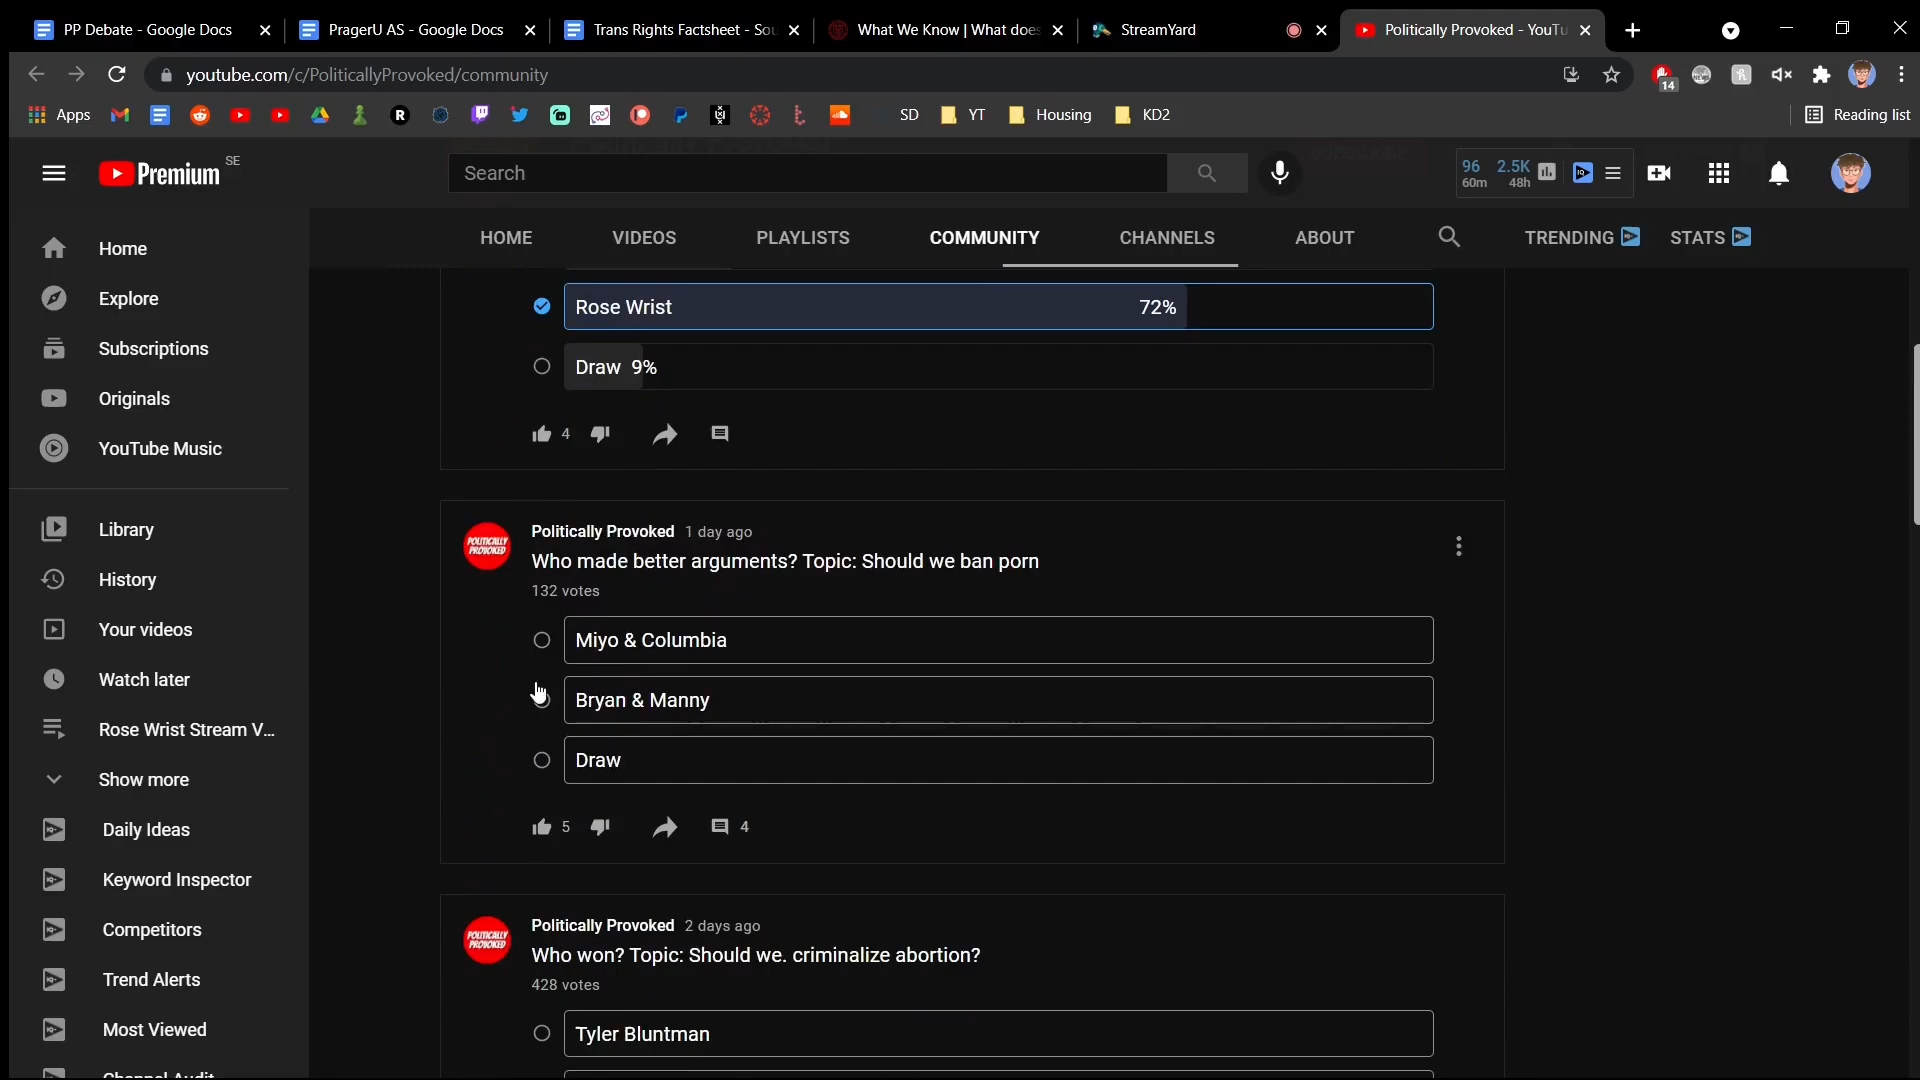 PP Debate - Google Docs
PragerU AS - Google Docs
Trans Rights Factsheet - Sou
What We Know | What does
StreamYard
Politically Provoked - YouTu
youtube.com/c/PoliticallyProvoked/community
14
Apps
SD
YT
Housing
KD2
Reading list
Premium
SE
Search
96 2.5K
60m 48h
HOME
VIDEOS
PLAYLISTS
COMMUNITY
CHANNELS
ABOUT
TRENDING
STATS
Home
Explore
Subscriptions
Originals
YouTube Music
Library
History
Your videos
Watch later
Rose Wrist Stream V...
Show more
Daily Ideas
Keyword Inspector
Competitors
Trend Alerts
Most Viewed
Channel Audit
Rose Wrist 72%
Draw 9%
4
POLITICALLY
PROVOKED
Politically Provoked 1 day ago
Who made better arguments? Topic: Should we ban porn
132 votes
Miyo & Columbia
Bryan & Manny
Draw
5
4
POLITICALLY
PROVOKED
Politically Provoked 2 days ago
Who won? Topic: Should we. criminalize abortion?
428 votes
Tyler Bluntman